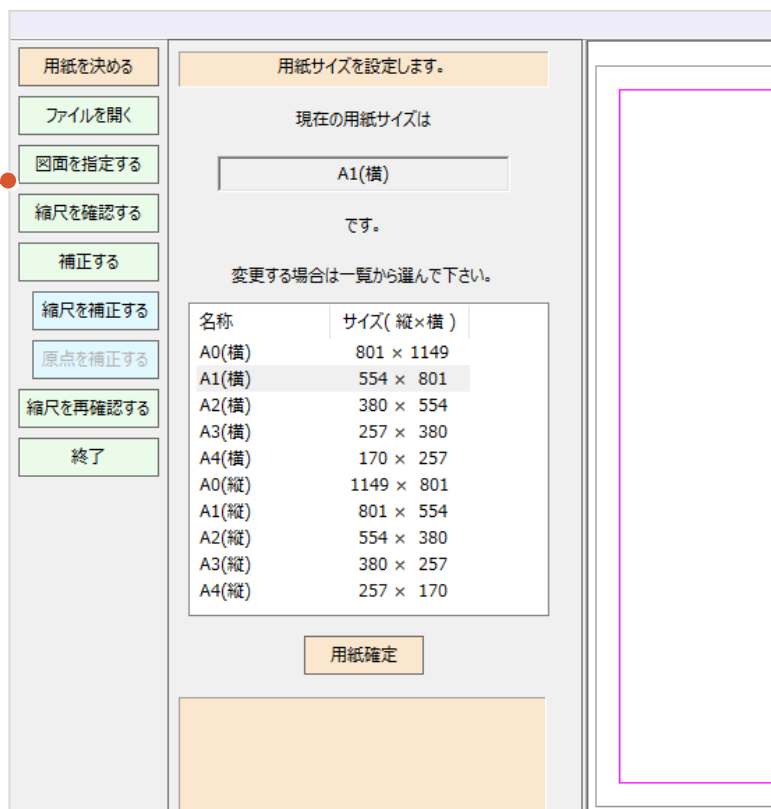 用紙を決める
ファイルを開く
図面を指定する
縮尺を確認する
補正する
縮尺を補正する
原点を補正する
縮尺を再確認する
終了
用紙サイズを設定します。
現在の用紙サイズは
A1(横)
です。
変更する場合は一覧から選んで下さい。
名称 サイズ( 縦×横 )
A0(横) 801 × 1149
A1(横) 554 × 801
A2(横) 380 × 554
A3(横) 257 × 380
A4(横) 170 × 257
A0(縦) 1149 × 801
A1(縦) 801 × 554
A2(縦) 554 × 380
A3(縦) 380 × 257
A4(縦) 257 × 170
用紙確定